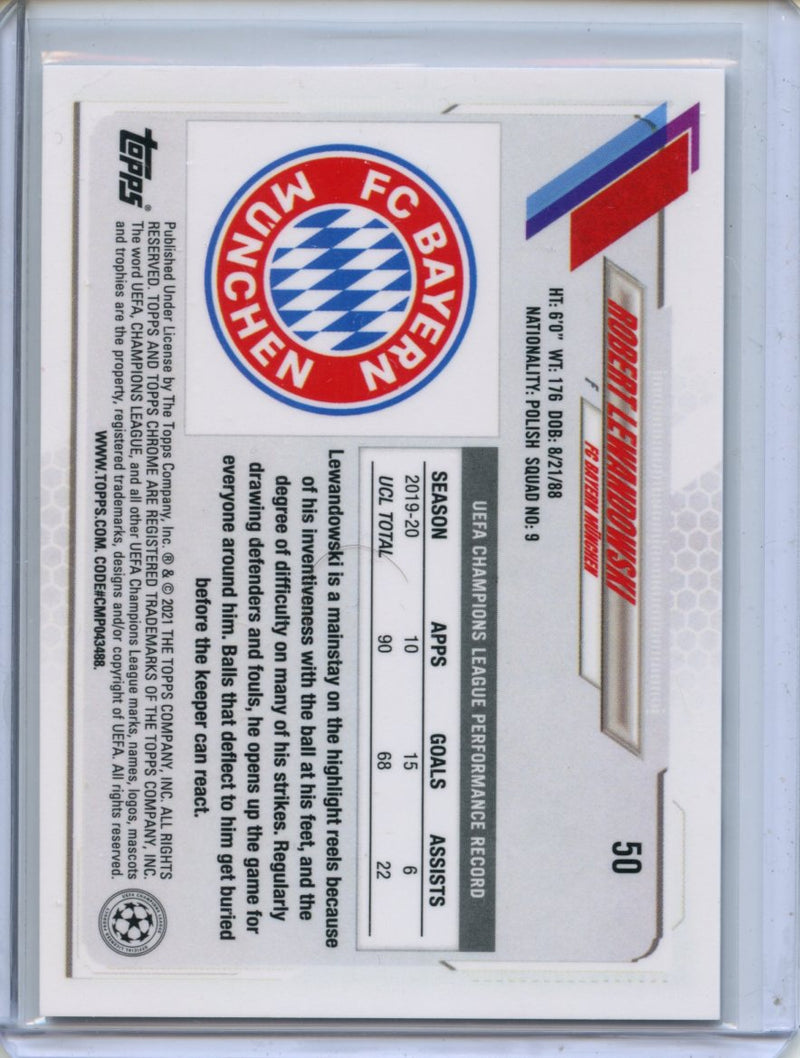 50
ROBERT LEWANDOWSKI
F FC BAYERN MÜNCHEN
HT: 6'0" WT: 176 DOB: 8/21/88
NATIONALITY: POLISH SQUAD NO: 9
FC BAYERN
MÜNCHEN
UEFA CHAMPIONS LEAGUE PERFORMANCE RECORD
SEASON APPS GOALS ASSISTS
2019-20 10 15 6
UCL TOTAL 90 68 22
Lewandowski is a mainstay on the highlight reels because
of his inventiveness with the ball at his feet, and the
degree of difficulty on many of his strikes. Regularly
drawing defenders and fouls, he opens up the game for
everyone around him. Balls that deflect to him get buried
before the keeper can react.
topps®
Published Under License by The Topps Company, Inc. ® & © 2021 THE TOPPS COMPANY, INC. ALL RIGHTS
RESERVED. TOPPS AND TOPPS CHROME ARE REGISTERED TRADEMARKS OF THE TOPPS COMPANY, INC.
The word UEFA, CHAMPIONS LEAGUE, and all other UEFA Champions League marks, names, logos, mascots
and trophies are the property, registered trademarks, designs and/or copyright of UEFA. All rights reserved.
WWW.TOPPS.COM. CODE#CMP043488.
UEFA CHAMPIONS LEAGUE
OFFICIAL LICENSED PRODUCT